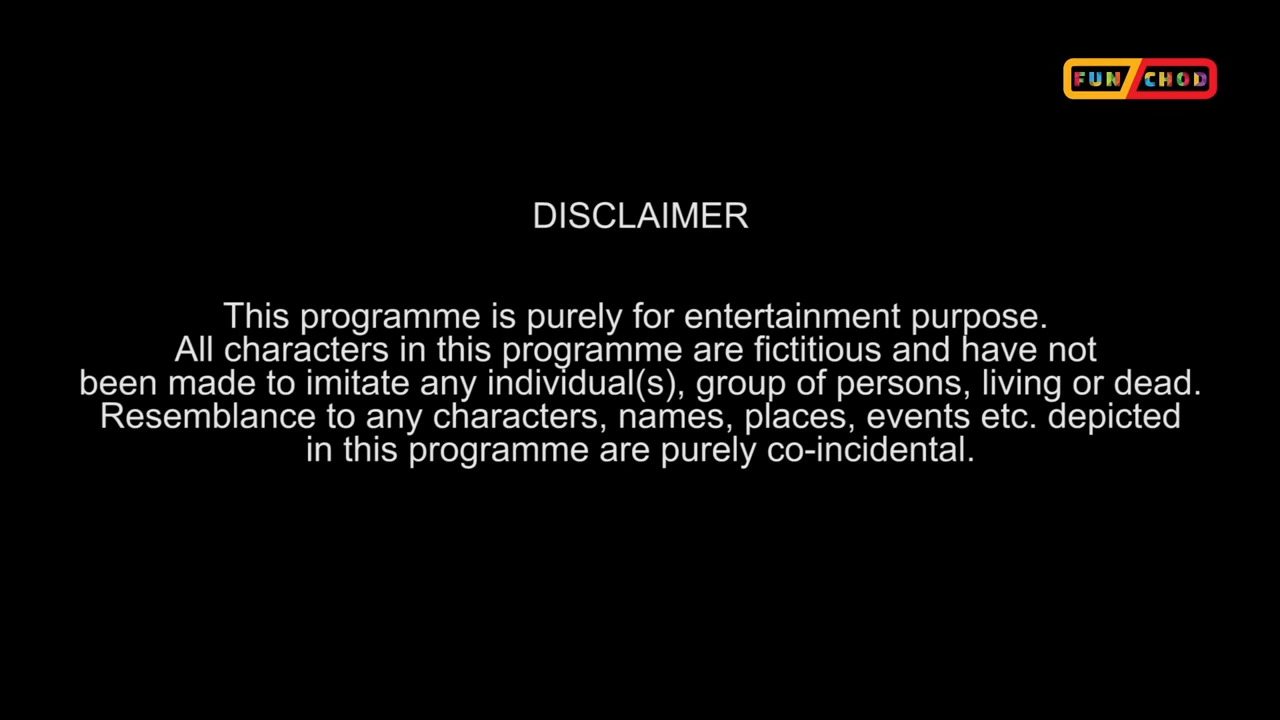 FUN CHOD
DISCLAIMER
This programme is purely for entertainment purpose.
All characters in this programme are fictitious and have not
been made to imitate any individual(s), group of persons, living or dead.
Resemblance to any characters, names, places, events etc. depicted
in this programme are purely co-incidental.